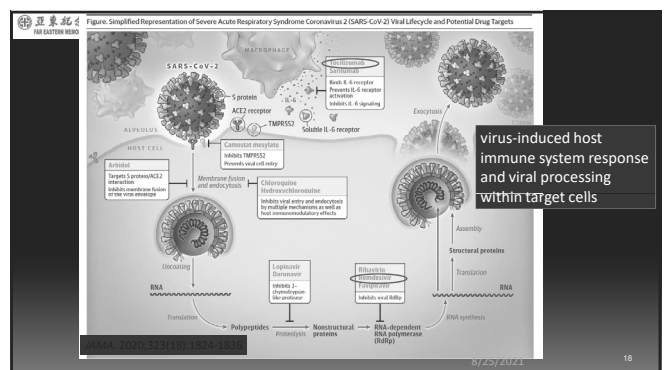 亞東紀念
FAR EASTERN MEMO
Figure. Simplified Representation of Severe Acute Respiratory Syndrome Coronavirus 2 (SARS-CoV-2) Viral Lifecycle and Potential Drug Targets
MACROPHAGE
SARS-CoV-2
S protein
ACE2 receptor
TMPRSS2
IL-6
Soluble IL-6 receptor
Tocilizumab
Sarilumab
Binds IL-6 receptor
Prevents IL-6 receptor
activation
Inhibits IL-6 signaling
ALVEOLUS
HOST CELL
Camostat mesylate
Inhibits TMPRSS2
Prevents viral cell entry
Arbidol
Targets S protein/ACE2
interaction
Inhibits membrane fusion
of the virus envelope
Membrane fusion
and endocytosis
Chloroquine
Hydroxychloroquine
Inhibits viral entry and endocytosis
by multiple mechanisms as well as
host immunomodulatory effects
Exocytosis
virus-induced host
immune system response
and viral processing
within target cells
Uncoating
Assembly
Structural proteins
Translation
Lopinavir
Darunavir
Inhibits 3-
chymotrypsin-
like protease
Ribavirin
Remdesivir
Favipiravir
Inhibits viral RdRp
RNA
RNA
Translation
Polypeptides
Proteolysis
Nonstructural
proteins
RNA-dependent
RNA polymerase
(RdRp)
RNA synthesis
JAMA. 2020;323(18):1824-1836
8/25/2021
18